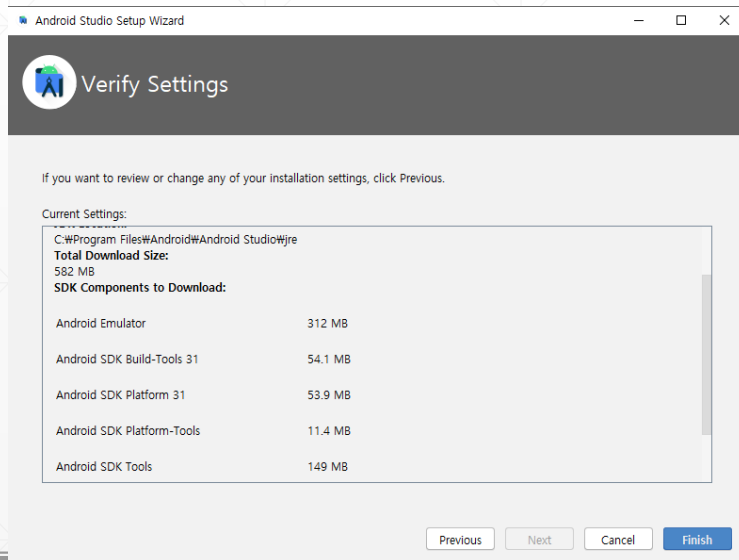 Android Studio Setup Wizard
Verify Settings
If you want to review or change any of your installation settings, click Previous.
Current Settings:
C:₩Program Files₩Android₩Android Studio₩jre
Total Download Size:
582 MB
SDK Components to Download:
Android Emulator 312 MB
Android SDK Build-Tools 31 54.1 MB
Android SDK Platform 31 53.9 MB
Android SDK Platform-Tools 11.4 MB
Android SDK Tools 149 MB
Previous Next Cancel Finish